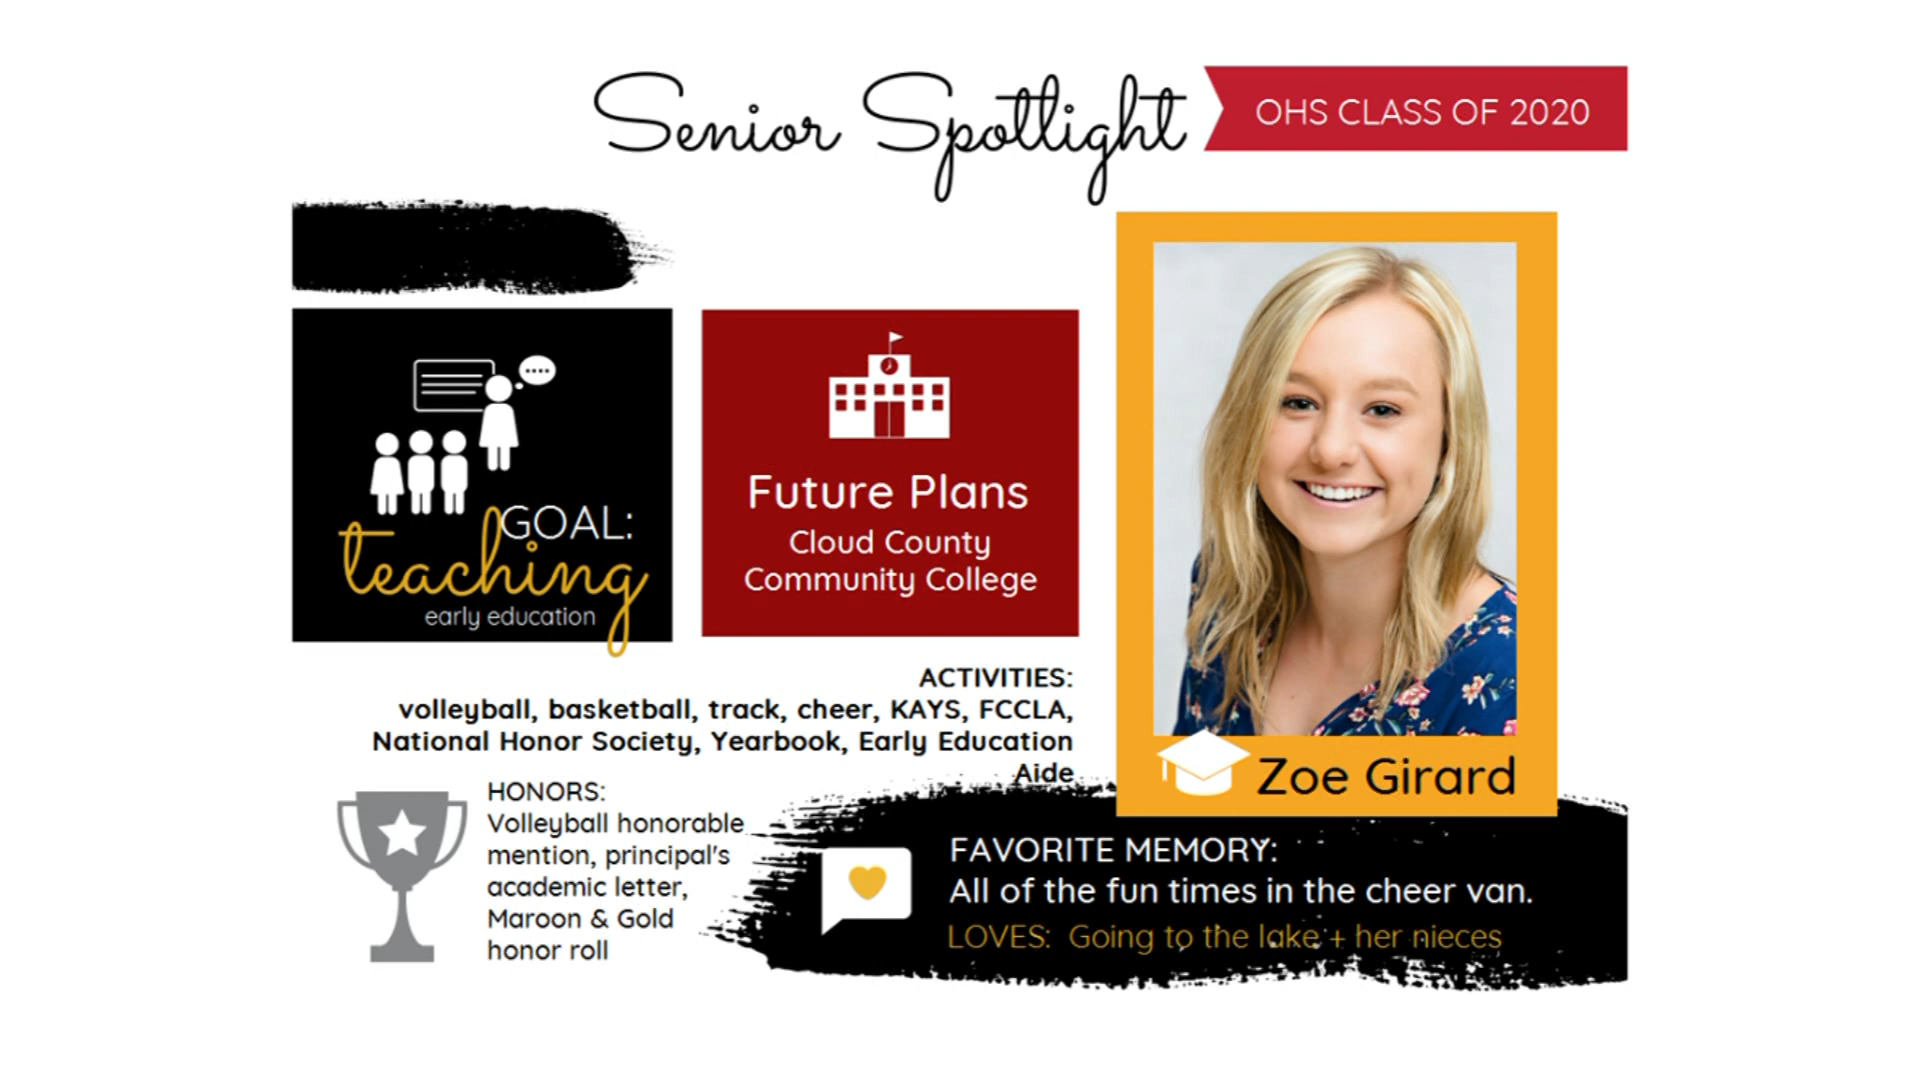 Senior Spotlight
OHS CLASS OF 2020
GOAL:
teaching
early education
Future Plans
Cloud County
Community College
Zoe Girard
ACTIVITIES:
volleyball, basketball, track, cheer, KAYS, FCCLA,
National Honor Society, Yearbook, Early Education
Aide
HONORS:
Volleyball honorable
mention, principal's
academic letter,
Maroon & Gold
honor roll
FAVORITE MEMORY:
All of the fun times in the cheer van.
LOVES: Going to the lake + her nieces